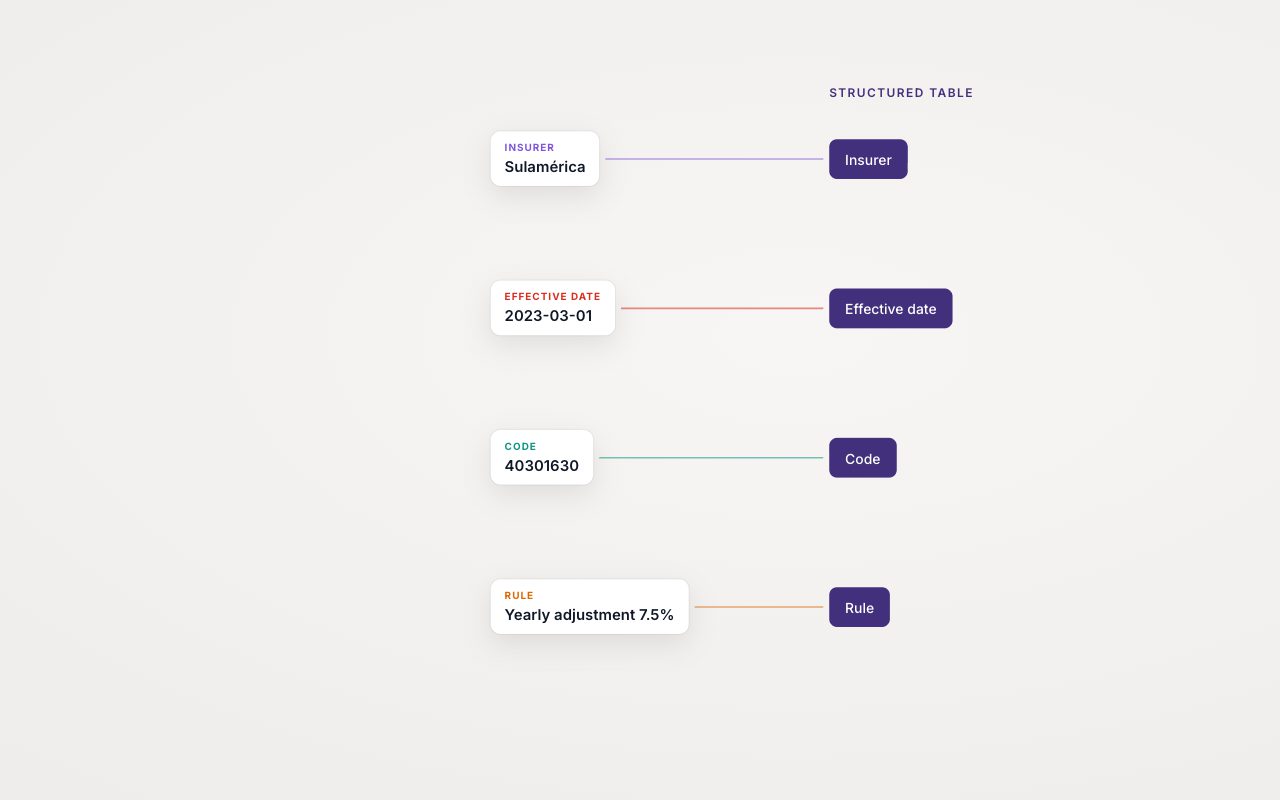 STRUCTURED TABLE
INSURER
Sulamérica
Insurer
EFFECTIVE DATE
2023-03-01
Effective date
CODE
40301630
Code
RULE
Yearly adjustment 7.5%
Rule